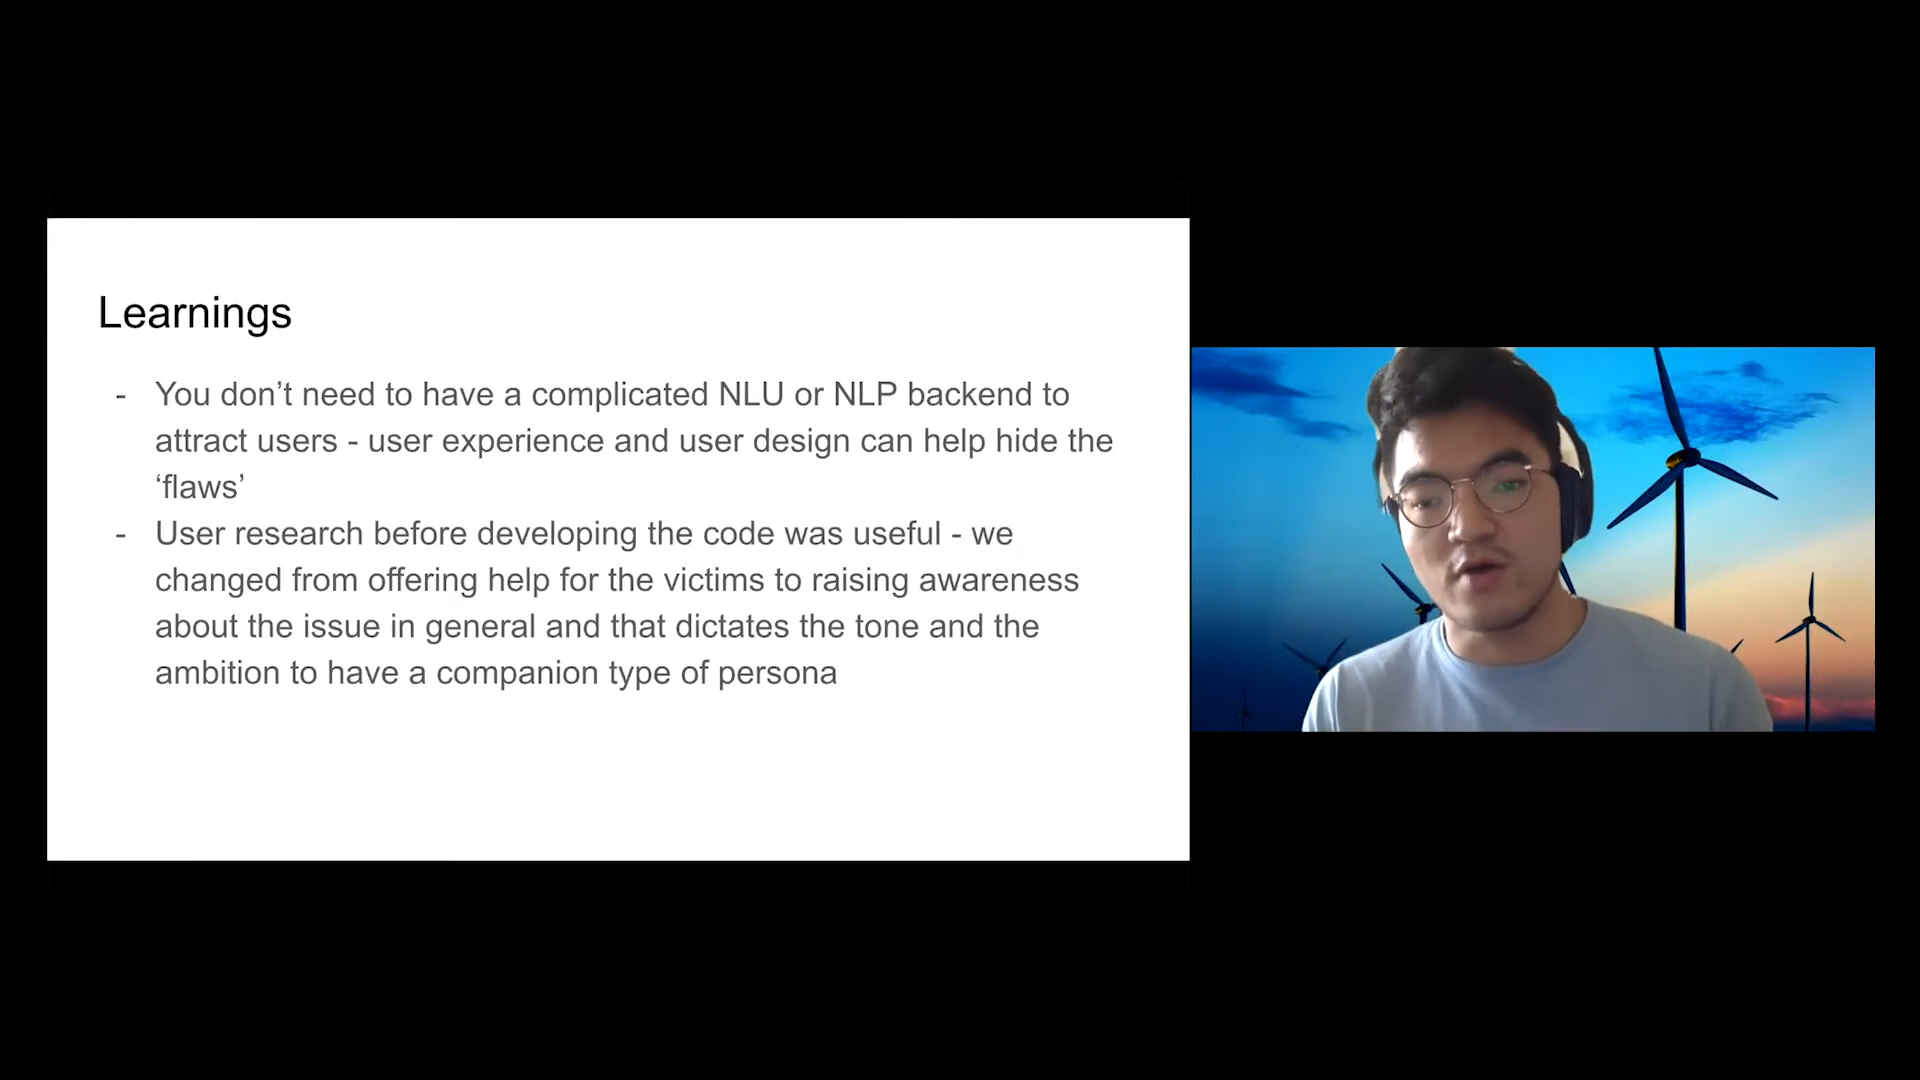 Learnings
- You don’t need to have a complicated NLU or NLP backend to
attract users - user experience and user design can help hide the
‘flaws’
- User research before developing the code was useful - we
changed from offering help for the victims to raising awareness
about the issue in general and that dictates the tone and the
ambition to have a companion type of persona